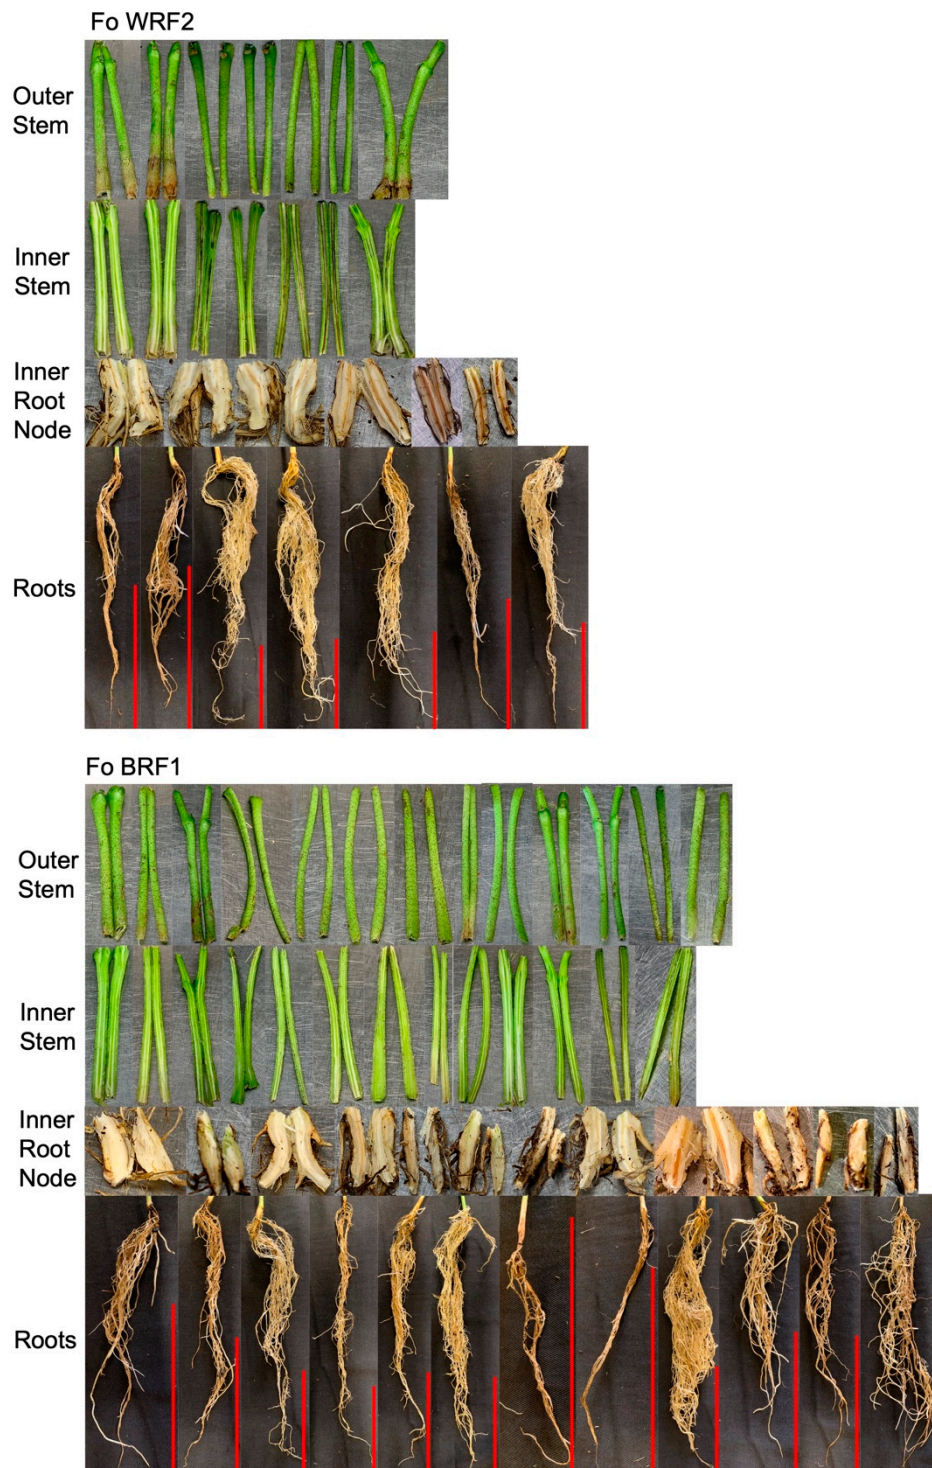 Fo WRF2
Outer
Stem
Inner
Stem
Inner
Root
Node
Roots
Fo BRF1
Outer
Stem
Inner
Stem
Inner
Root
Node
Roots